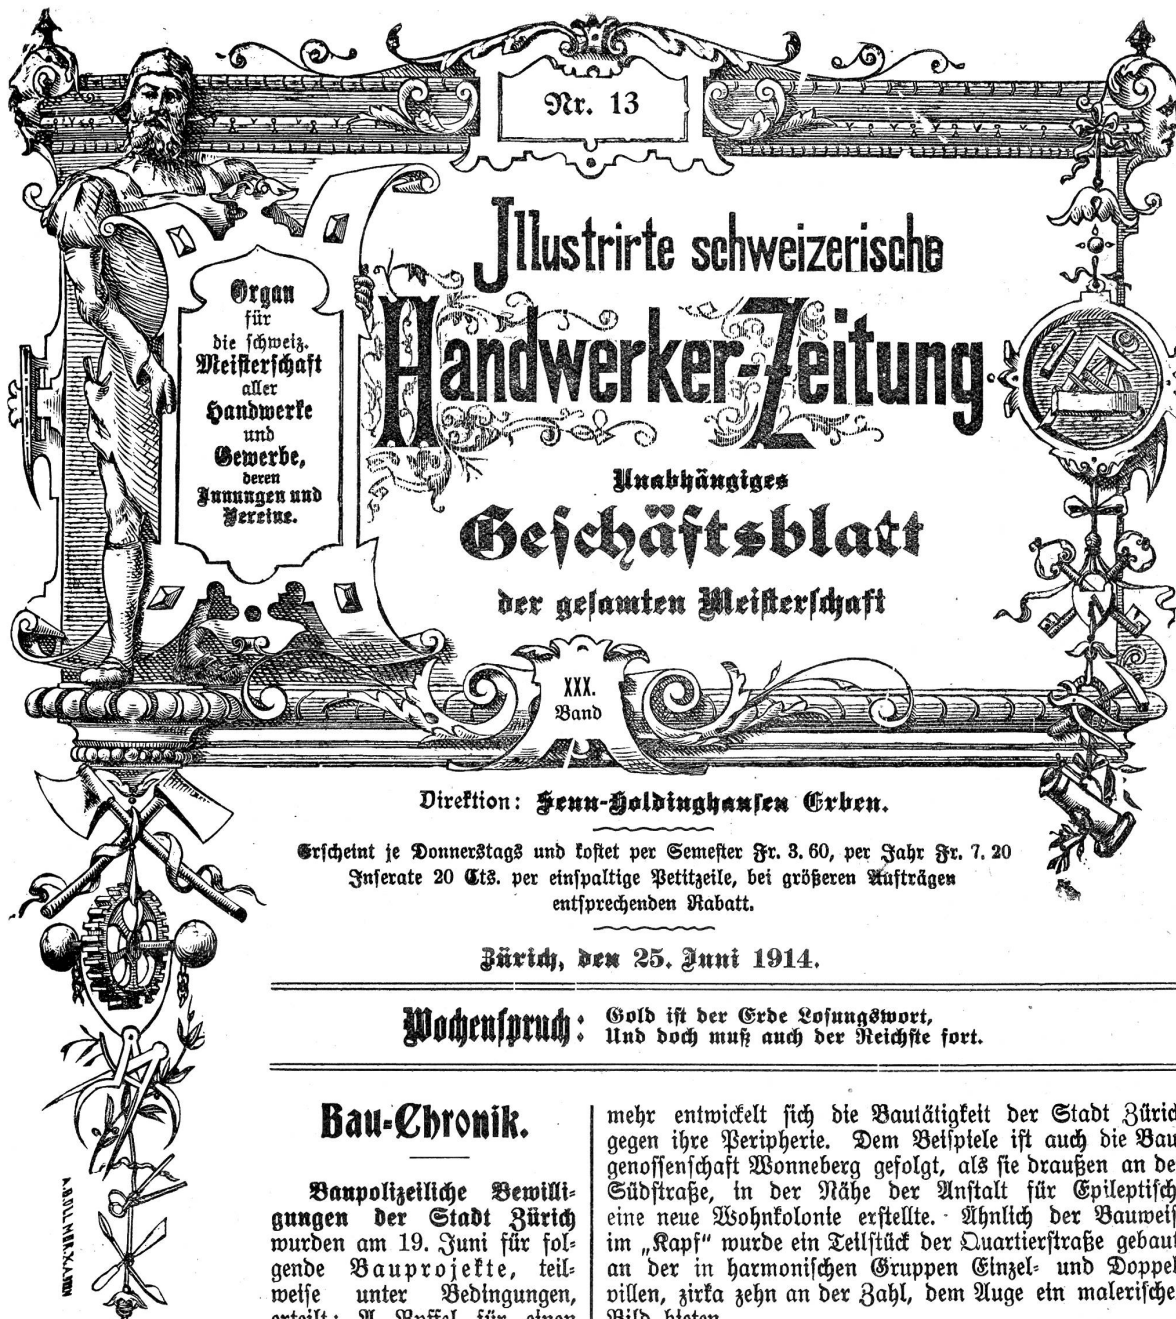 Nr. 13
Illustrirte schweizerische
Handwerker-Zeitung
Unabhängiges
Geschäftsblatt
der gesamten Meisterschaft
Organ
für
die schweiz.
Meisterschaft
aller
Handwerke
und
Gewerbe,
deren
Innungen und
Vereine.
XXX.
Band
Direktion: Senn-Holdinghausen Erben.
Erscheint je Donnerstags und kostet per Semester Fr. 3. 60, per Jahr Fr. 7. 20
Inserate 20 Cts. per einspaltige Petitzeile, bei größeren Aufträgen
entsprechenden Rabatt.
Zürich, den 25. Juni 1914.
Wochenspruch: Gold ist der Erde Losungswort,
Und doch muß auch der Reichste fort.
Bau-Chronik.
Baupolizeiliche Bewilli-
gungen der Stadt Zürich
wurden am 19. Juni für fol-
gende Bauprojekte, teil-
weise unter Bedingungen,
erteilt: A. Ruffel für einen
mehr entwickelt sich die Bautätigkeit der Stadt Züric
gegen ihre Peripherie. Dem Beispiele ist auch die Bau
genossenschaft Wonneberg gefolgt, als sie draußen an de
Südstraße, in der Nähe der Anstalt für Epileptisch
eine neue Wohnkolonie erstellte. Ähnlich der Bauweis
im „Kapf“ wurde ein Teilstück der Quartierstraße gebaut
an der in harmonischen Gruppen Einzel- und Doppel
villen, zirka zehn an der Zahl, dem Auge ein malerische
Bild bieten.